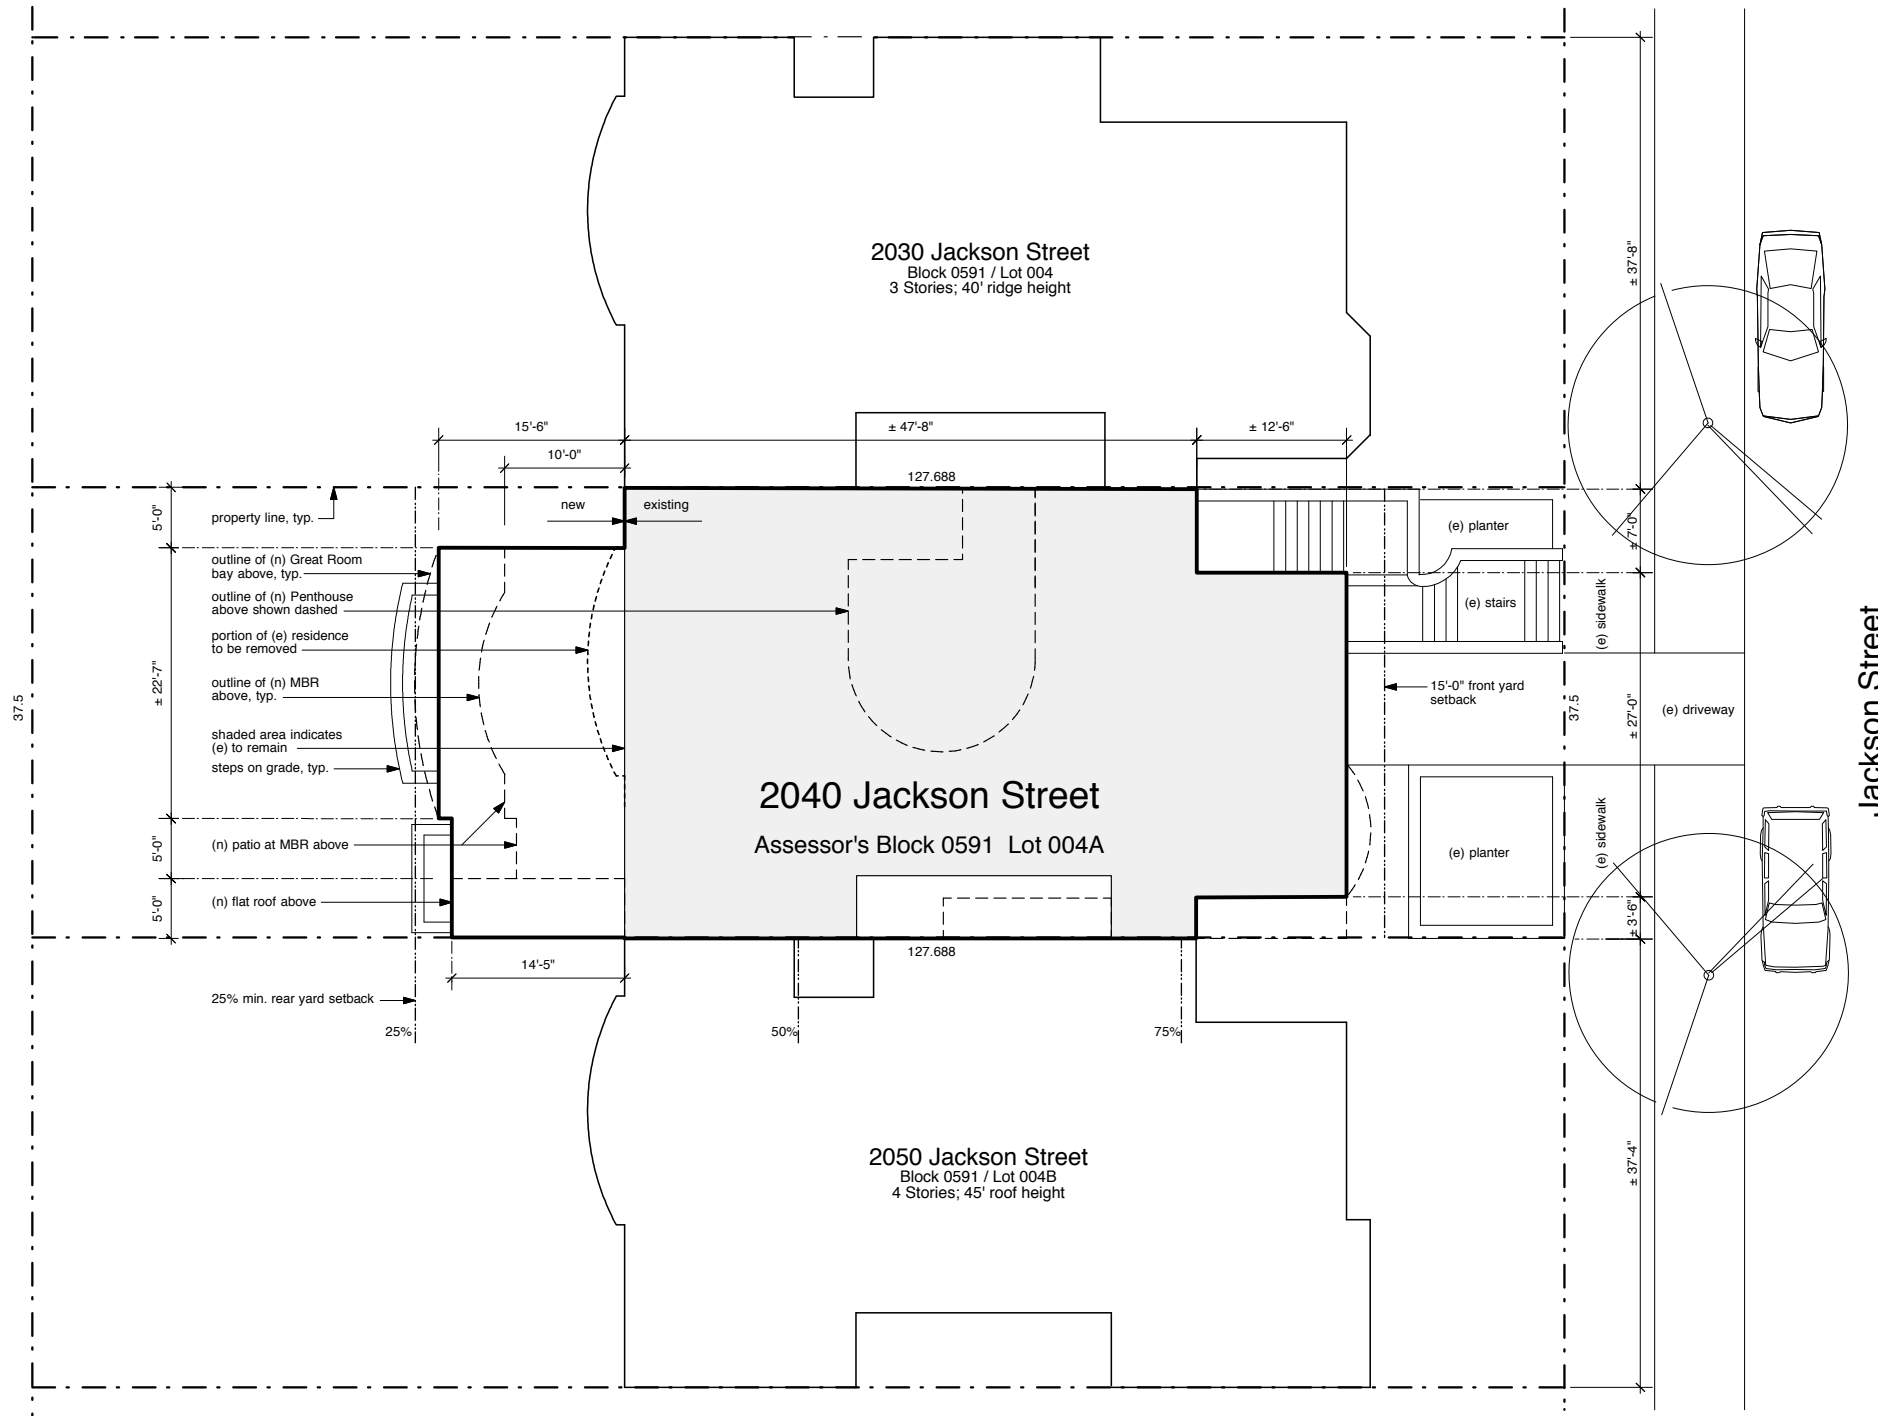 2030 Jackson Street
Block 0591 / Lot 004
3 Stories; 40' ridge height
± 37'-8"
15'-6"
± 47'-8"
± 12'-6"
10'-0"
127.688
new
existing
5'-0"
property line, typ.
outline of (n) Great Room
bay above, typ.
outline of (n) Penthouse
above shown dashed
portion of (e) residence
to be removed
outline of (n) MBR
above, typ.
shaded area indicates
(e) to remain
steps on grade, typ.
(n) patio at MBR above
(n) flat roof above
± 22'-7"
37.5
5'-0"
5'-0"
2040 Jackson Street
Assessor's Block 0591 Lot 004A
(e) planter
± 7'-0"
(e) stairs
(e) sidewalk
15'-0" front yard
setback
37.5
± 27'-0"
(e) driveway
Jackson Street
(e) planter
(e) sidewalk
± 3'-6"
127.688
14'-5"
25% min. rear yard setback
25%
50%
75%
2050 Jackson Street
Block 0591 / Lot 004B
4 Stories; 45' roof height
± 37'-4"